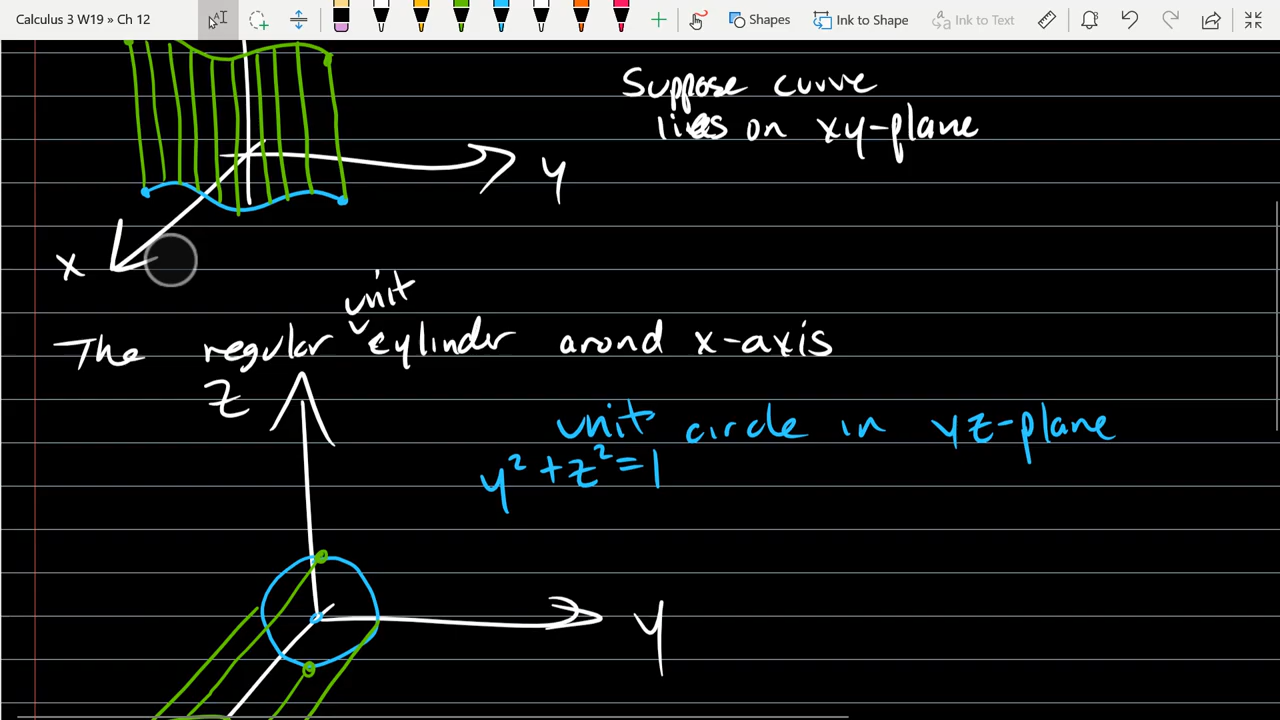 Calculus 3 W19 » Ch 12
Shapes
Ink to Shape
Ink to Text
Suppose curve
lies on xy-plane
y
x
unit
The regular cylinder arond x-axis
z
unit circle in yz-plane
y² + z² = 1
y